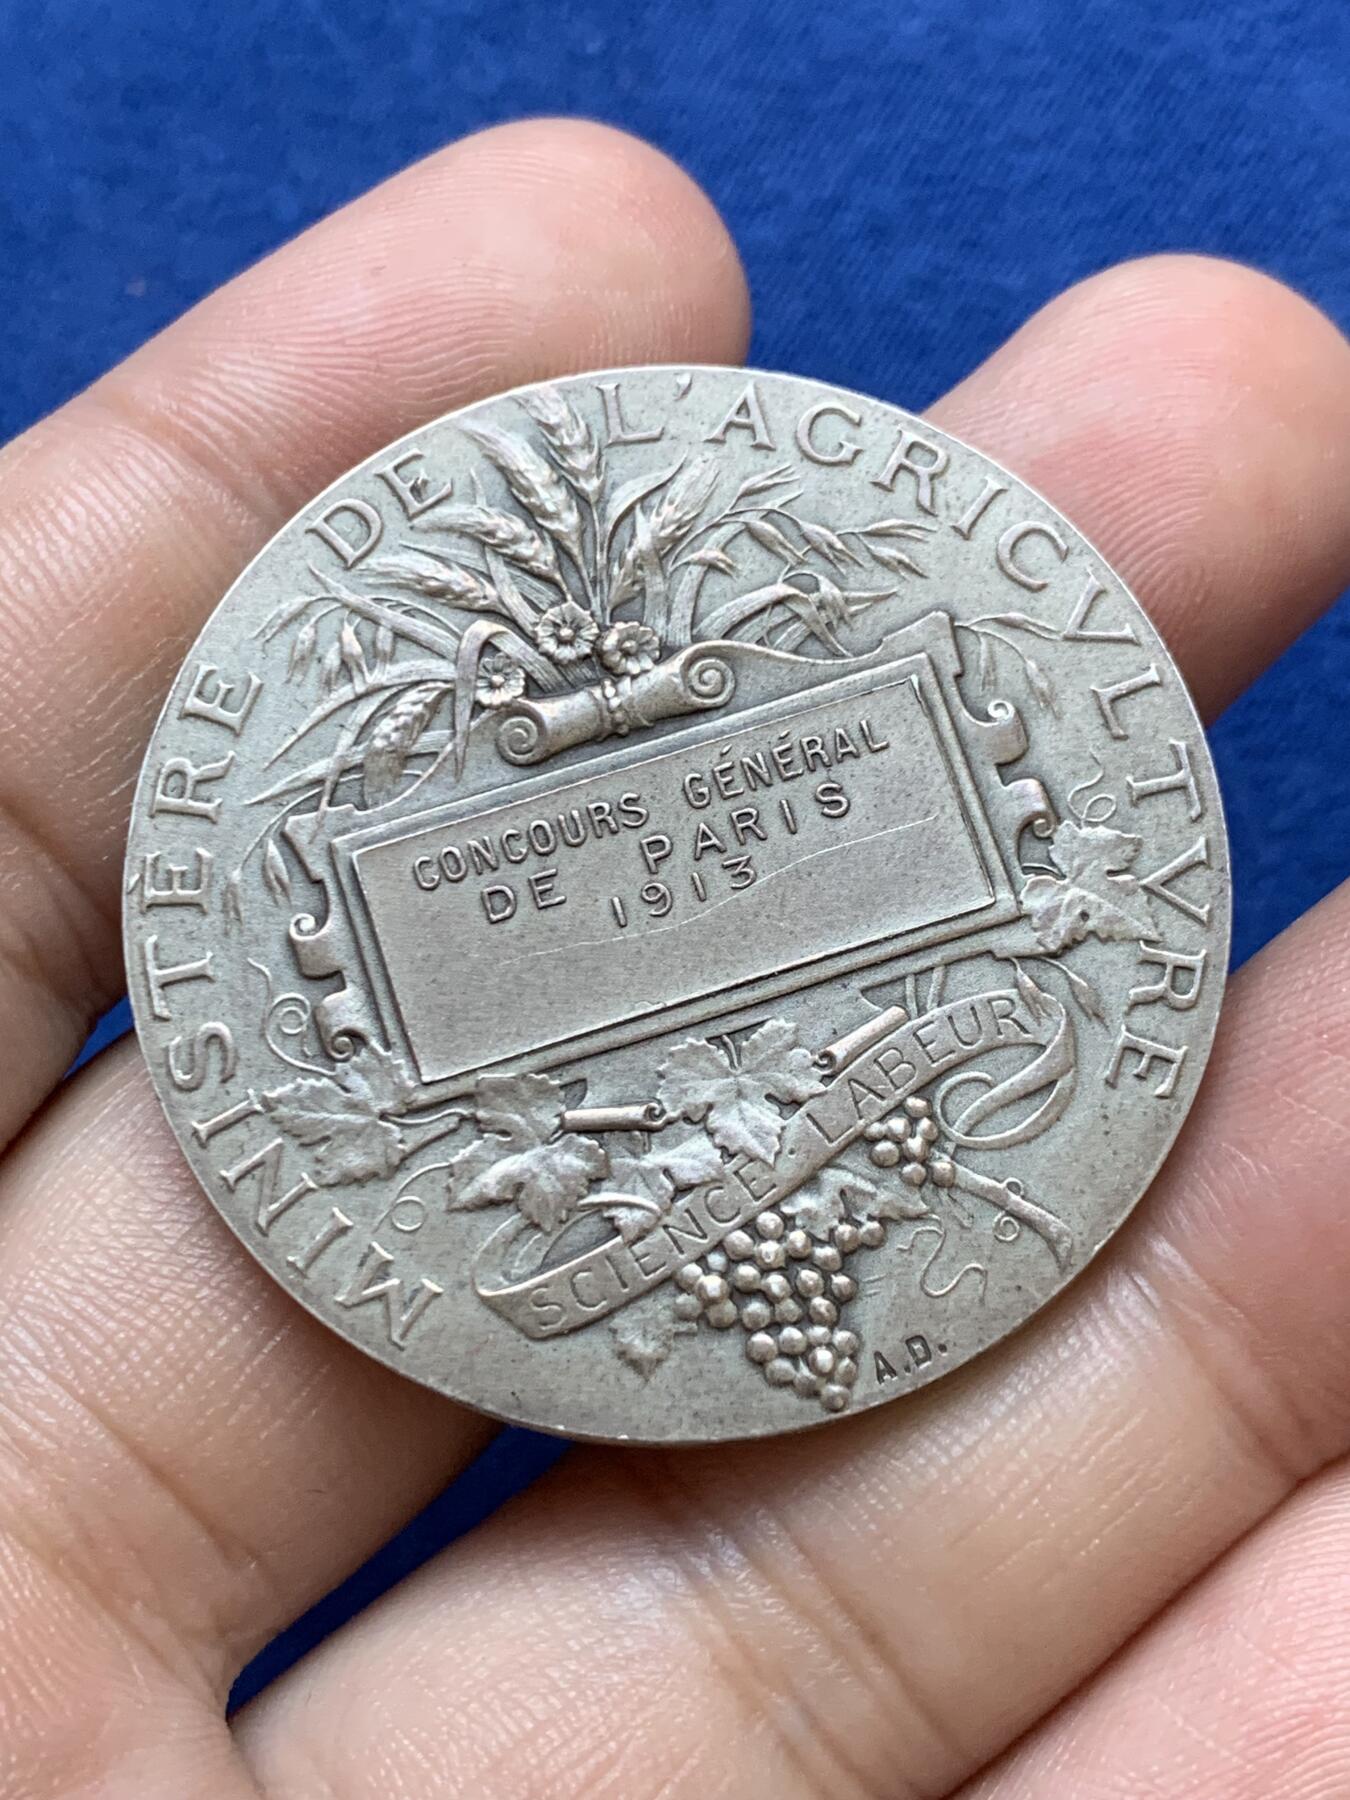 MINISTÈRE DE L'AGRICVLTVRE
CONCOURS GÉNÉRAL
DE PARIS
1913
SCIENCE LABEUR
A.D.